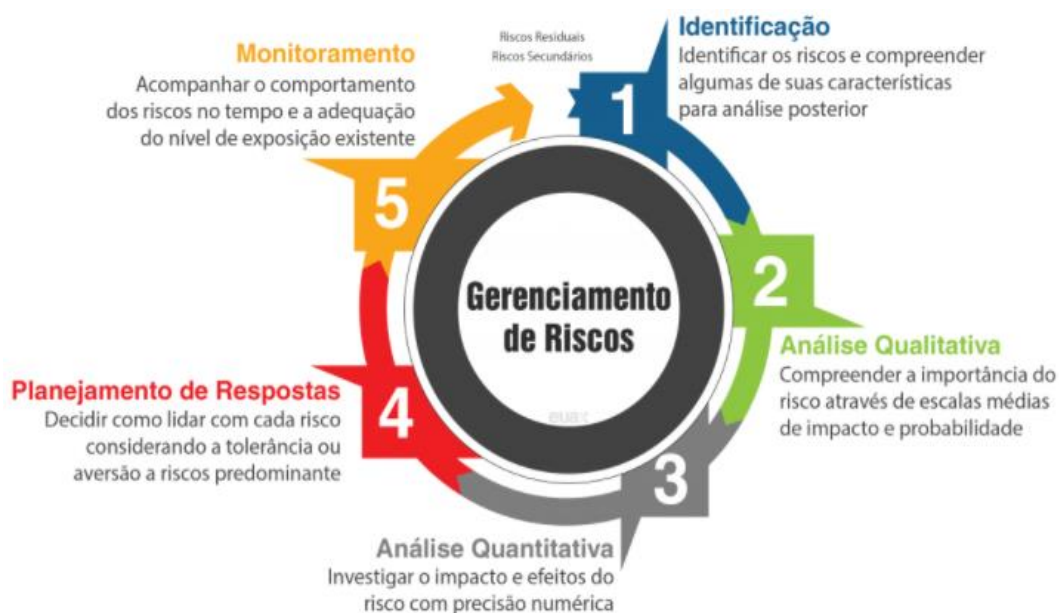 Riscos Residuais
Riscos Secundários
1
Identificação
Identificar os riscos e compreender
algumas de suas características
para análise posterior
2
Análise Qualitativa
Compreender a importância do
risco através de escalas médias
de impacto e probabilidade
3
Análise Quantitativa
Investigar o impacto e efeitos do
risco com precisão numérica
4
Planejamento de Respostas
Decidir como lidar com cada risco
considerando a tolerância ou
aversão a riscos predominante
5
Monitoramento
Acompanhar o comportamento
dos riscos no tempo e a adequação
do nível de exposição existente
Gerenciamento
de Riscos
euax